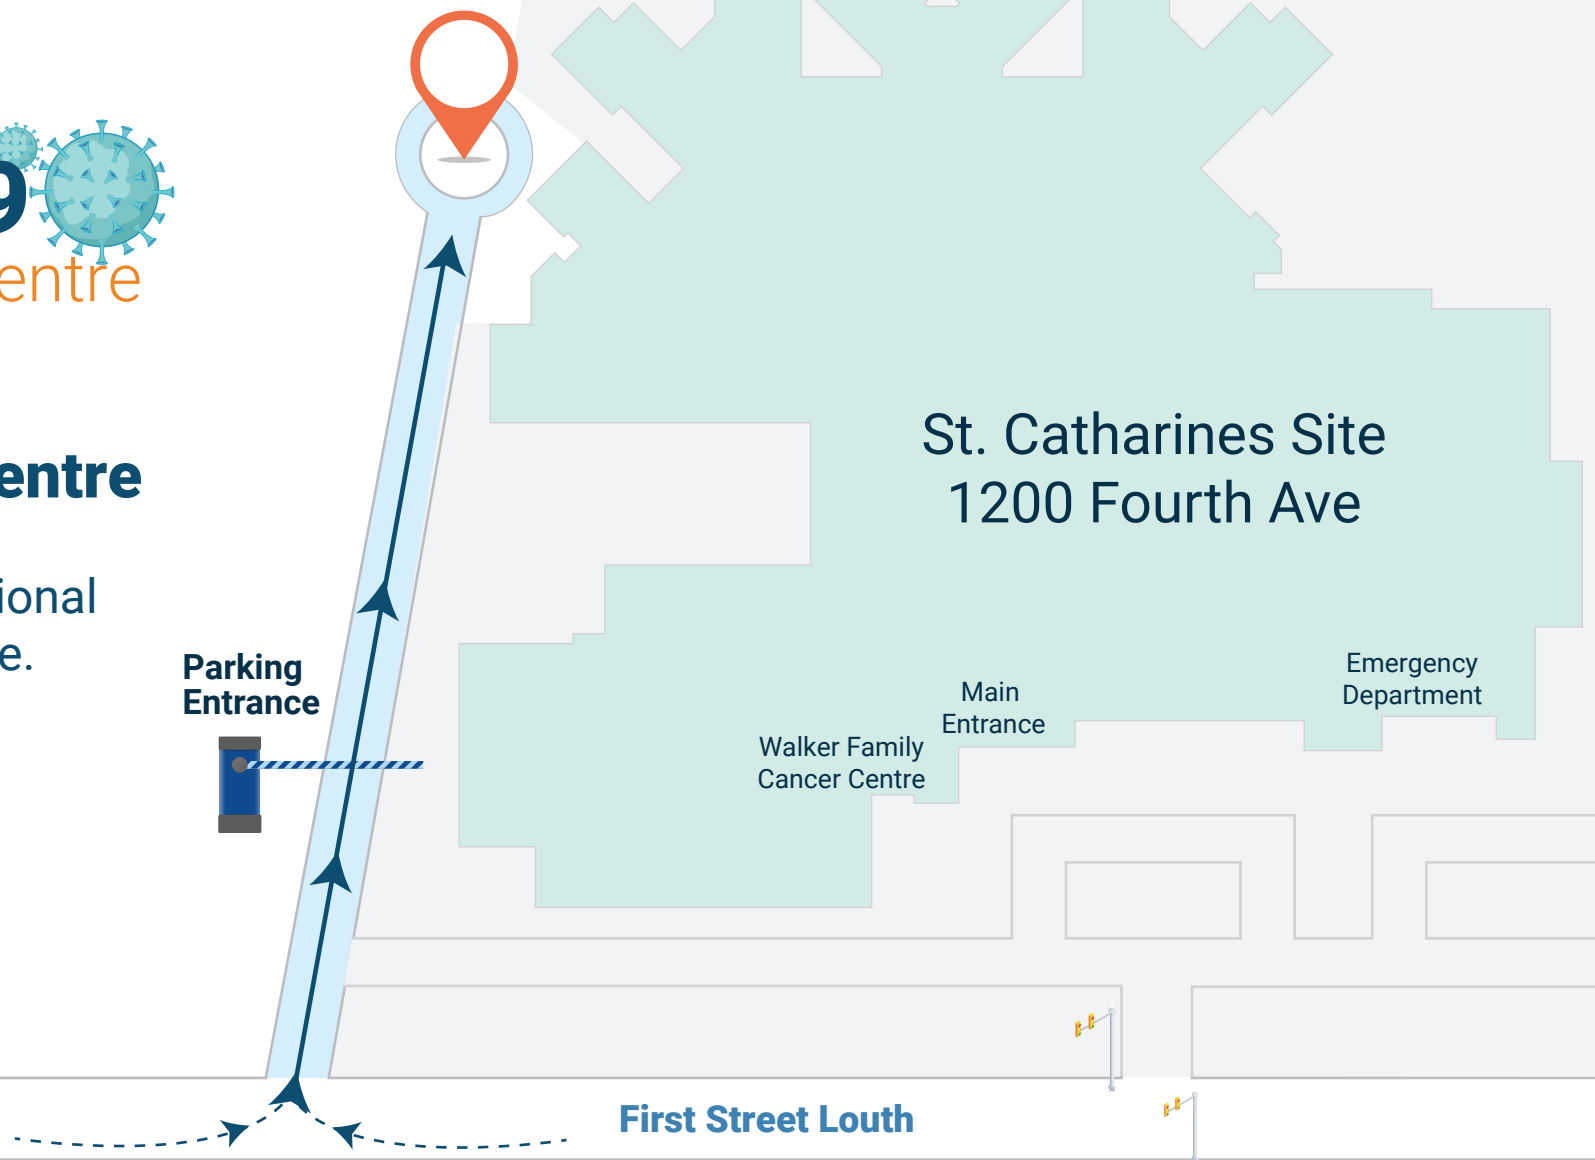 9
entre
entre
ional
e.
Parking
Entrance
St. Catharines Site
1200 Fourth Ave
Emergency
Department
Main
Entrance
Walker Family
Cancer Centre
First Street Louth